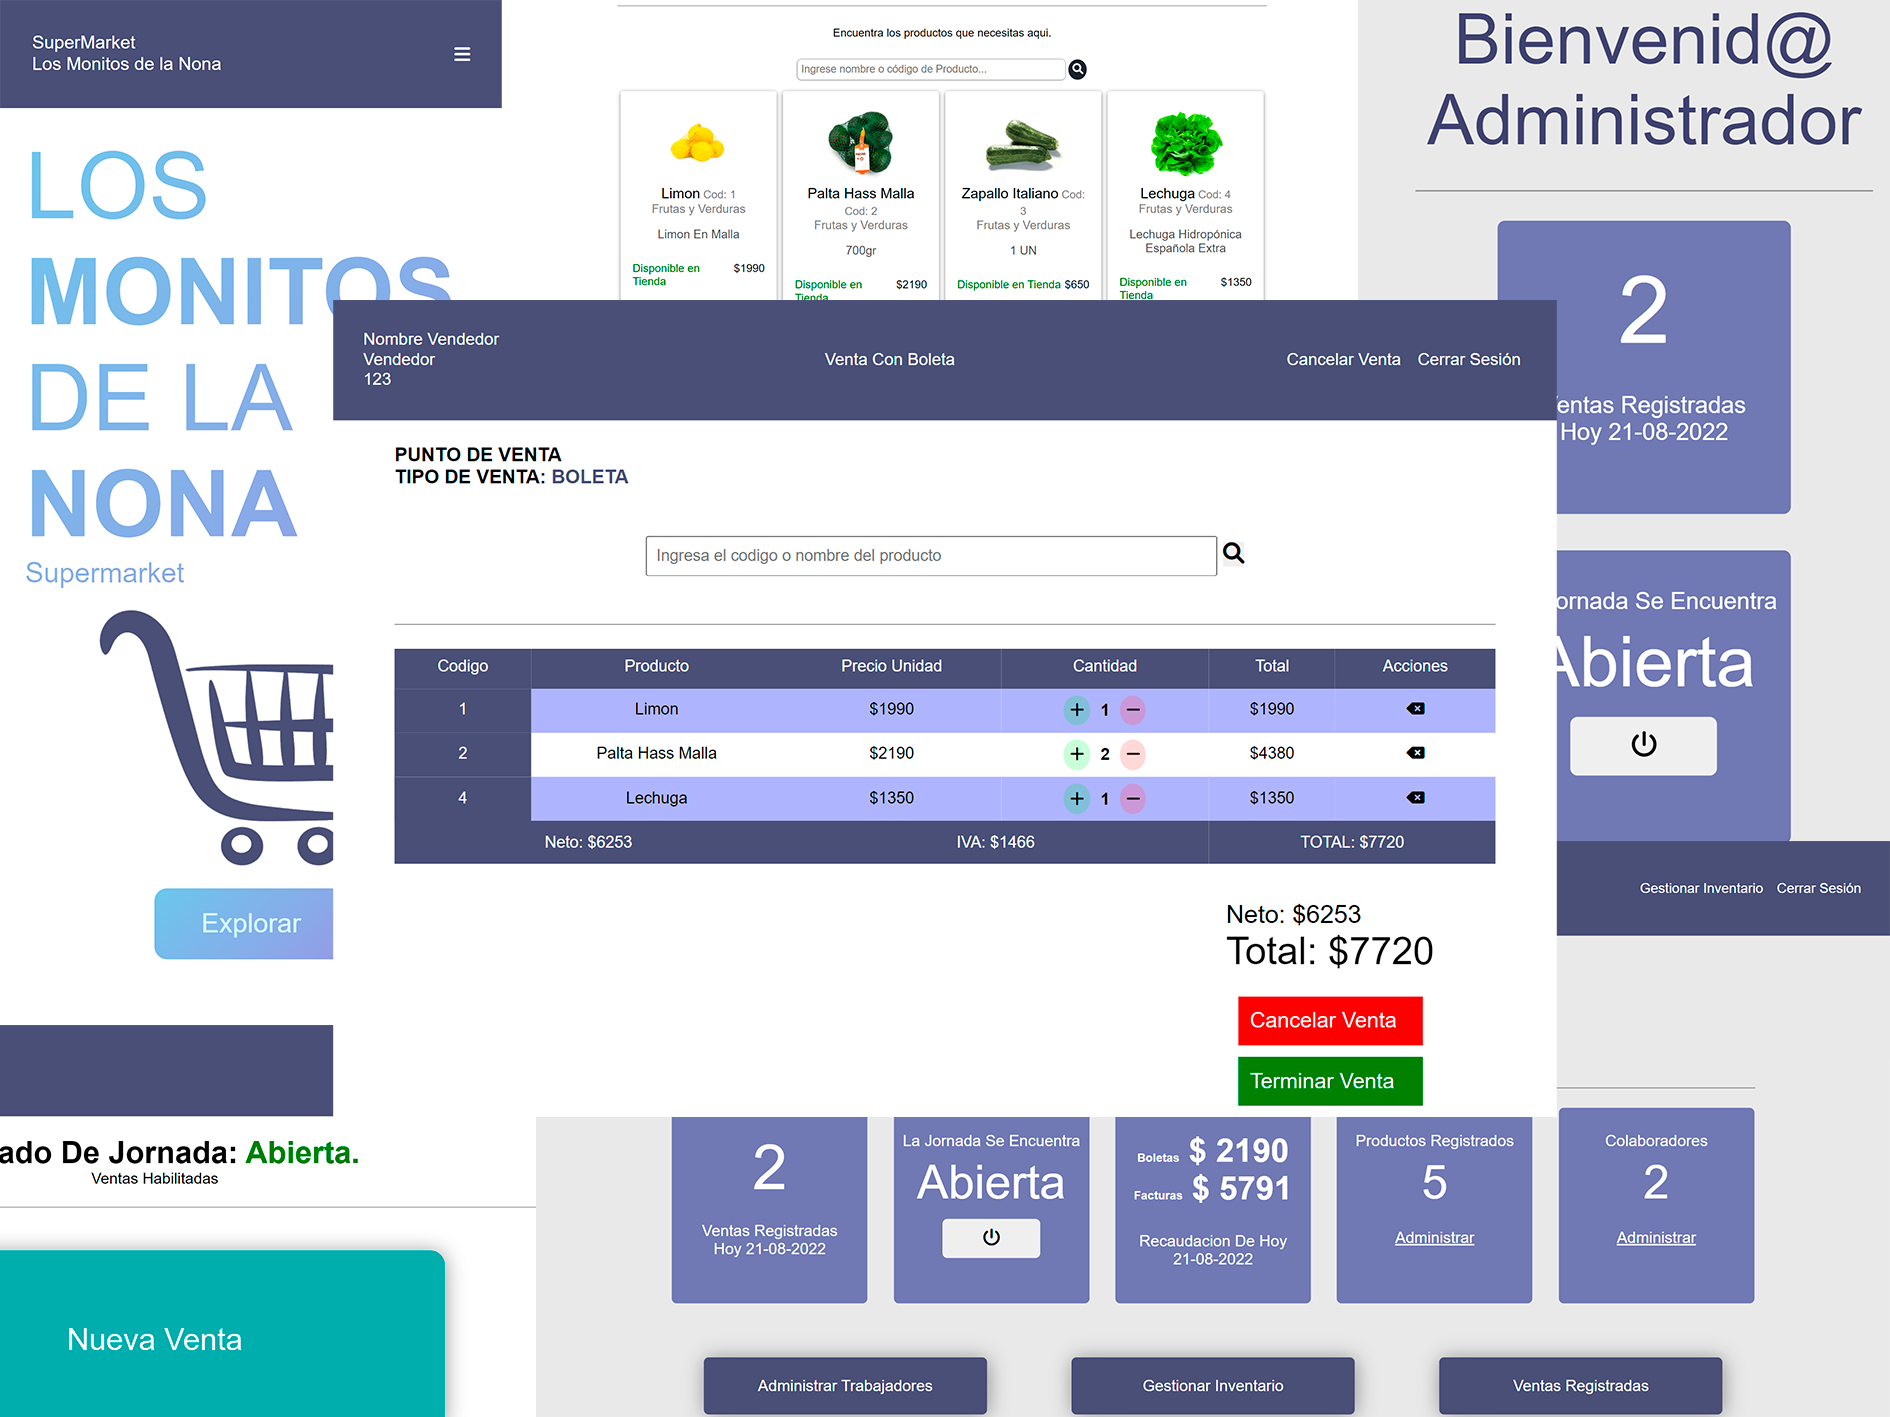 SuperMarket
Los Monitos de la Nona
LOS
MONITOS
DE LA
NONA
Supermarket
Explorar
Encuentra los productos que necesitas aqui.
Ingrese nombre o código de Producto...
Limon Cod: 1
Frutas y Verduras
Limon En Malla
Disponible en
Tienda
$1990
Palta Hass Malla
Cod: 2
Frutas y Verduras
700gr
Disponible en
Tienda
$2190
Zapallo Italiano Cod:
3
Frutas y Verduras
1 UN
Disponible en Tienda $650
Lechuga Cod: 4
Frutas y Verduras
Lechuga Hidropónica
Española Extra
Disponible en
Tienda
$1350
Bienvenid@
Administrador
2
entas Registradas
Hoy 21-08-2022
ornada Se Encuentra
Abierta
Nombre Vendedor
Vendedor
123
Venta Con Boleta
Cancelar Venta Cerrar Sesión
PUNTO DE VENTA
TIPO DE VENTA: BOLETA
Ingresa el codigo o nombre del producto
Codigo Producto Precio Unidad Cantidad Total Acciones
1 Limon $1990 + 1 − $1990
2 Palta Hass Malla $2190 + 2 − $4380
4 Lechuga $1350 + 1 − $1350
Neto: $6253 IVA: $1466 TOTAL: $7720
Neto: $6253
Total: $7720
Cancelar Venta
Terminar Venta
Gestionar Inventario Cerrar Sesión
ado De Jornada: Abierta.
Ventas Habilitadas
Nueva Venta
2
Ventas Registradas
Hoy 21-08-2022
La Jornada Se Encuentra
Abierta
Boletas $ 2190
Facturas $ 5791
Recaudacion De Hoy
21-08-2022
Productos Registrados
5
Administrar
Colaboradores
2
Administrar
Administrar Trabajadores
Gestionar Inventario
Ventas Registradas